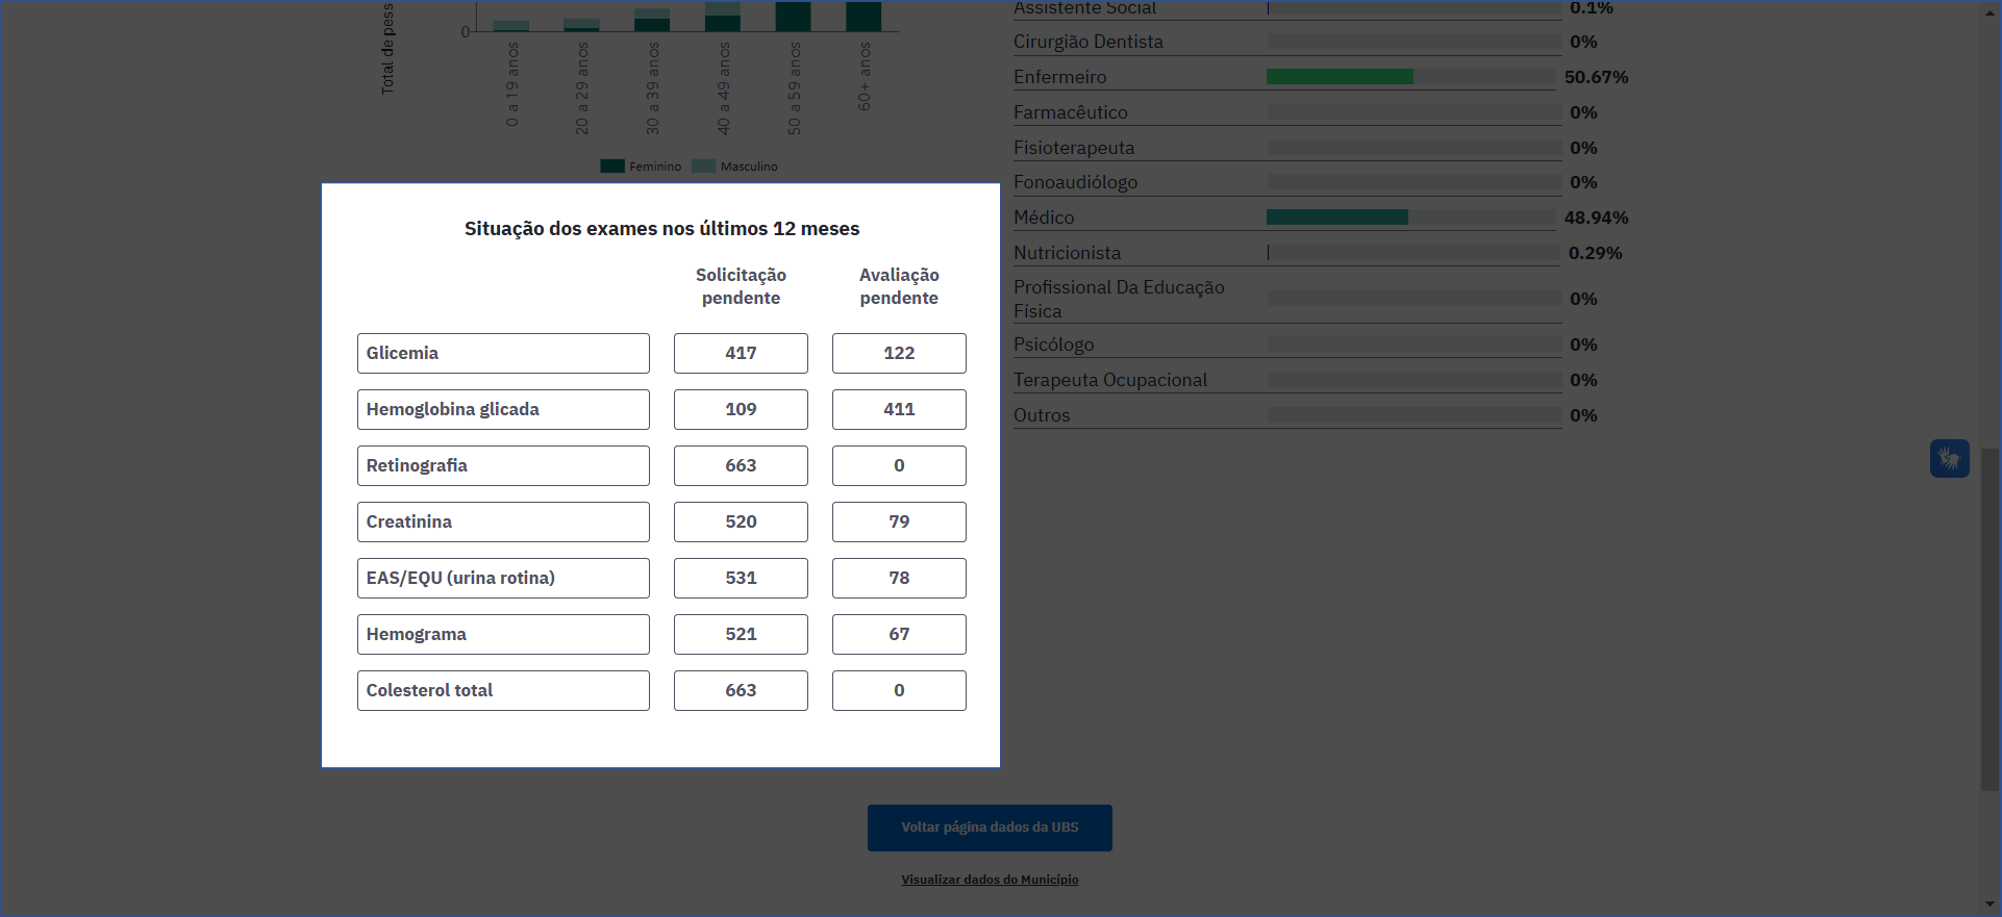 Total de pess
0
0 a 19 anos
20 a 29 anos
30 a 39 anos
40 a 49 anos
50 a 59 anos
60+ anos
Feminino
Masculino
Situação dos exames nos últimos 12 meses
Solicitação
pendente
Avaliação
pendente
Glicemia 417 122
Hemoglobina glicada 109 411
Retinografia 663 0
Creatinina 520 79
EAS/EQU (urina rotina) 531 78
Hemograma 521 67
Colesterol total 663 0
Assistente Social 0.1%
Cirurgião Dentista 0%
Enfermeiro 50.67%
Farmacêutico 0%
Fisioterapeuta 0%
Fonoaudiólogo 0%
Médico 48.94%
Nutricionista 0.29%
Profissional Da Educação
Física 0%
Psicólogo 0%
Terapeuta Ocupacional 0%
Outros 0%
Voltar página dados da UBS
Visualizar dados do Município